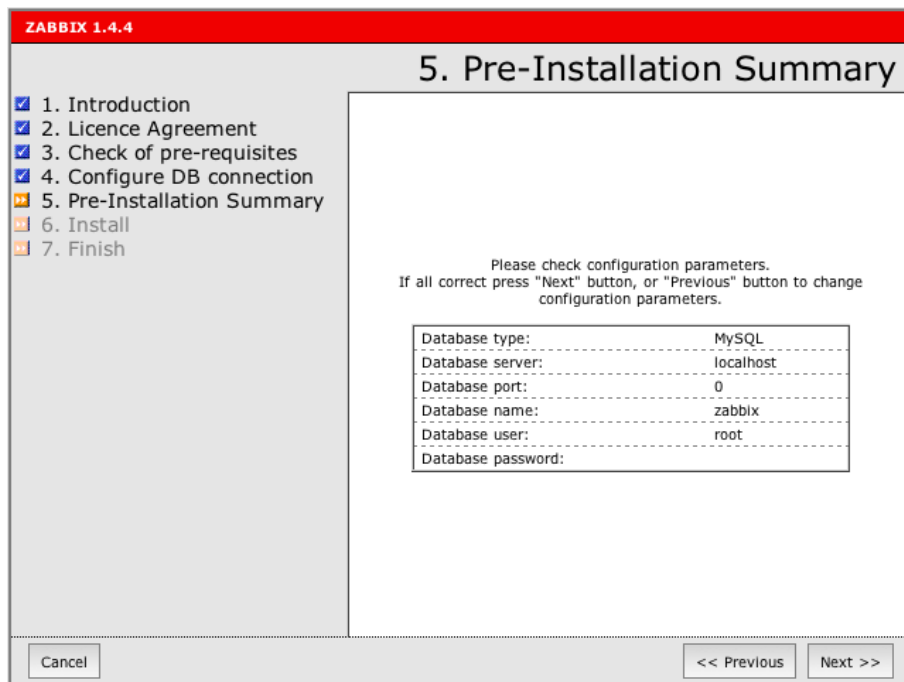 ZABBIX 1.4.4
5. Pre-Installation Summary
1. Introduction
2. Licence Agreement
3. Check of pre-requisites
4. Configure DB connection
5. Pre-Installation Summary
6. Install
7. Finish
Please check configuration parameters.
If all correct press "Next" button, or "Previous" button to change
configuration parameters.
Database type: MySQL
Database server: localhost
Database port: 0
Database name: zabbix
Database user: root
Database password:
Cancel << Previous Next >>